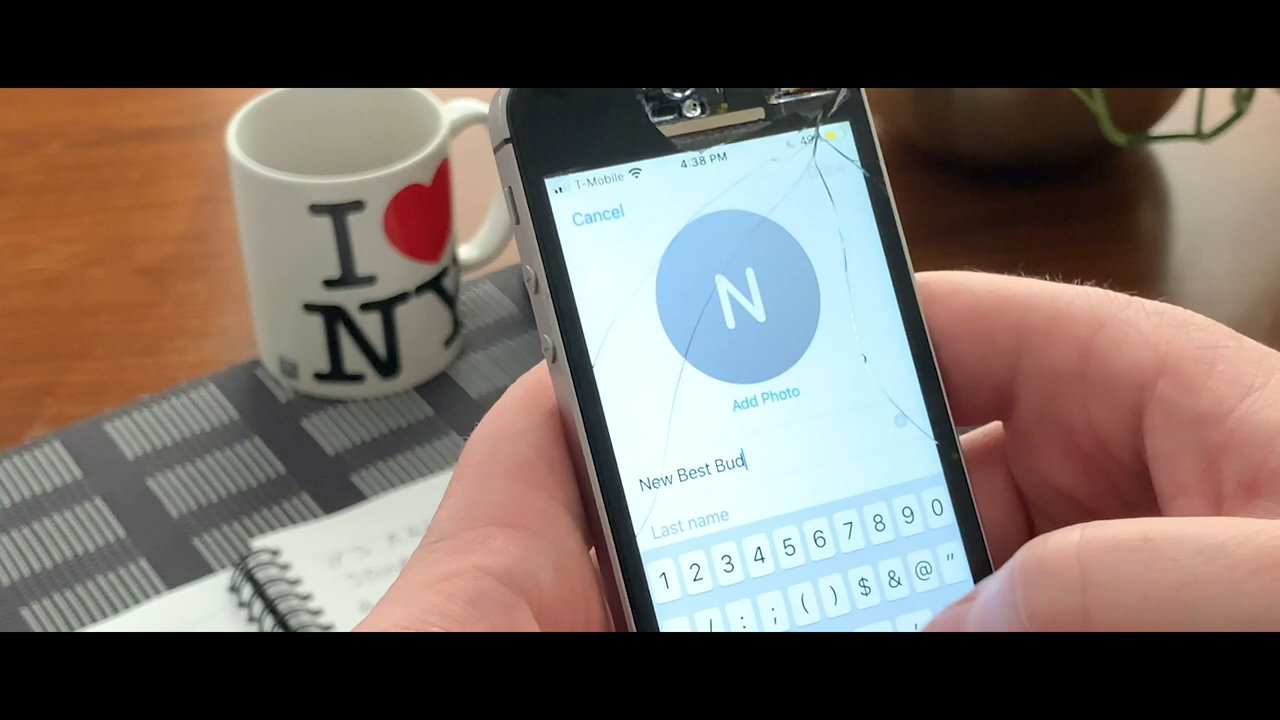 I ♥
NY
T-Mobile 4:38 PM
Cancel
N
Add Photo
New Best Bud
Last name
1 2 3 4 5 6 7 8 9 0
/ : ; ( ) $ & @ "